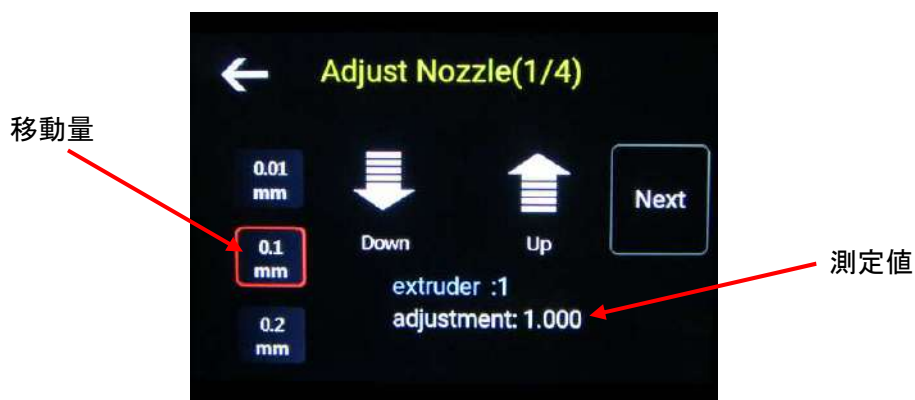 Adjust Nozzle(1/4)
移動量
0.01
mm
Down
Up
Next
0.1
mm
測定値
extruder :1
adjustment: 1.000
0.2
mm